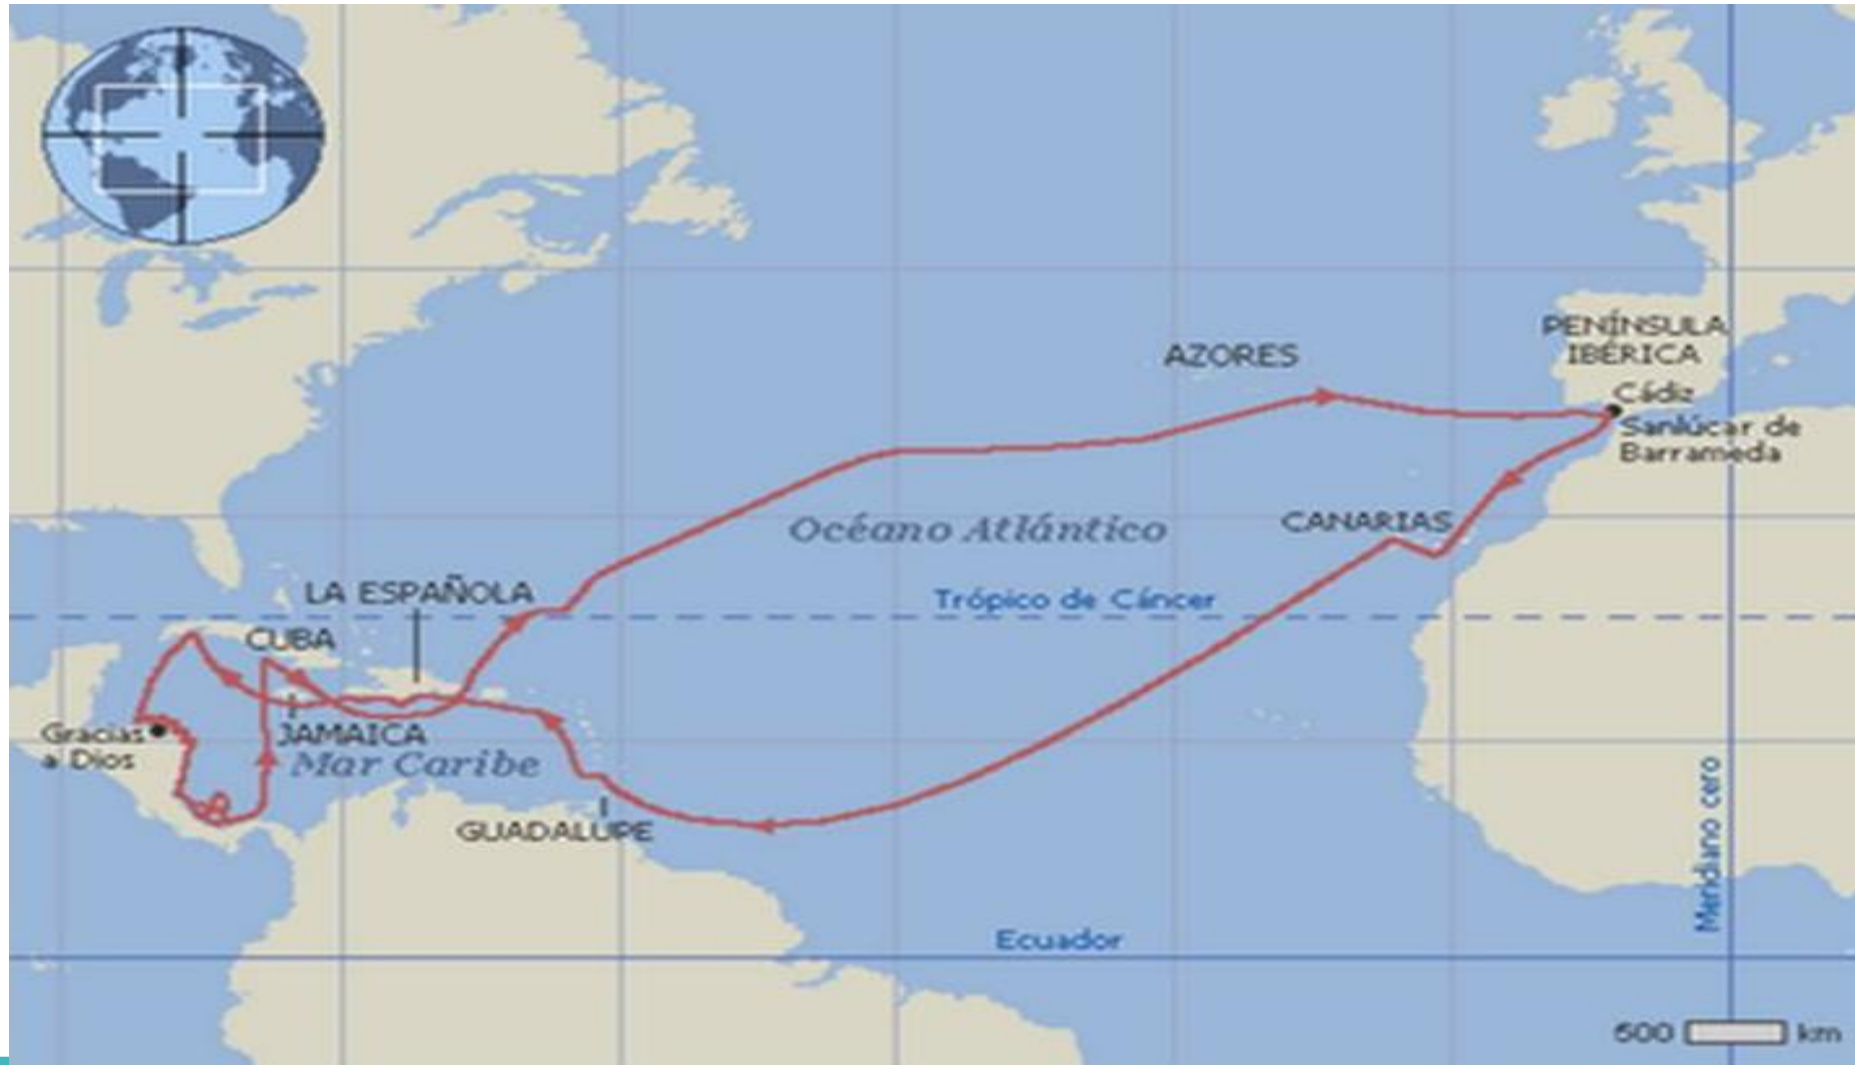 PENÍNSULA
IBÉRICA
AZORES
Cádiz
Sanlúcar de
Barrameda
CANARIAS
Océano Atlántico
LA ESPAÑOLA
Trópico de Cáncer
CUBA
Gracias
a Dios
JAMAICA
Mar Caribe
GUADALUPE
Meridiano cero
Ecuador
500 km